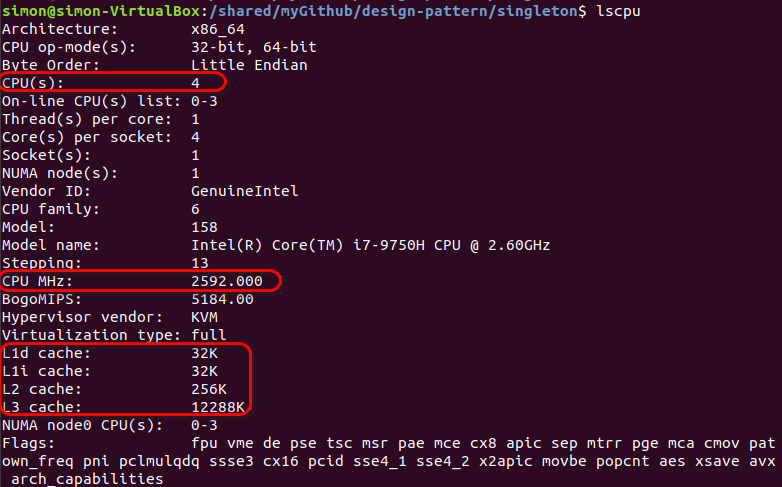 simon@simon-VirtualBox:/shared/myGithub/design-pattern/singleton$ lscpu
Architecture: x86_64
CPU op-mode(s): 32-bit, 64-bit
Byte Order: Little Endian
CPU(s): 4
On-line CPU(s) list: 0-3
Thread(s) per core: 1
Core(s) per socket: 4
Socket(s): 1
NUMA node(s): 1
Vendor ID: GenuineIntel
CPU family: 6
Model: 158
Model name: Intel(R) Core(TM) i7-9750H CPU @ 2.60GHz
Stepping: 13
CPU MHz: 2592.000
BogoMIPS: 5184.00
Hypervisor vendor: KVM
Virtualization type: full
L1d cache: 32K
L1i cache: 32K
L2 cache: 256K
L3 cache: 12288K
NUMA node0 CPU(s): 0-3
Flags: fpu vme de pse tsc msr pae mce cx8 apic sep mtrr pge mca cmov pat
own_freq pni pclmulqdq ssse3 cx16 pcid sse4_1 sse4_2 x2apic movbe popcnt aes xsave avx
arch_capabilities